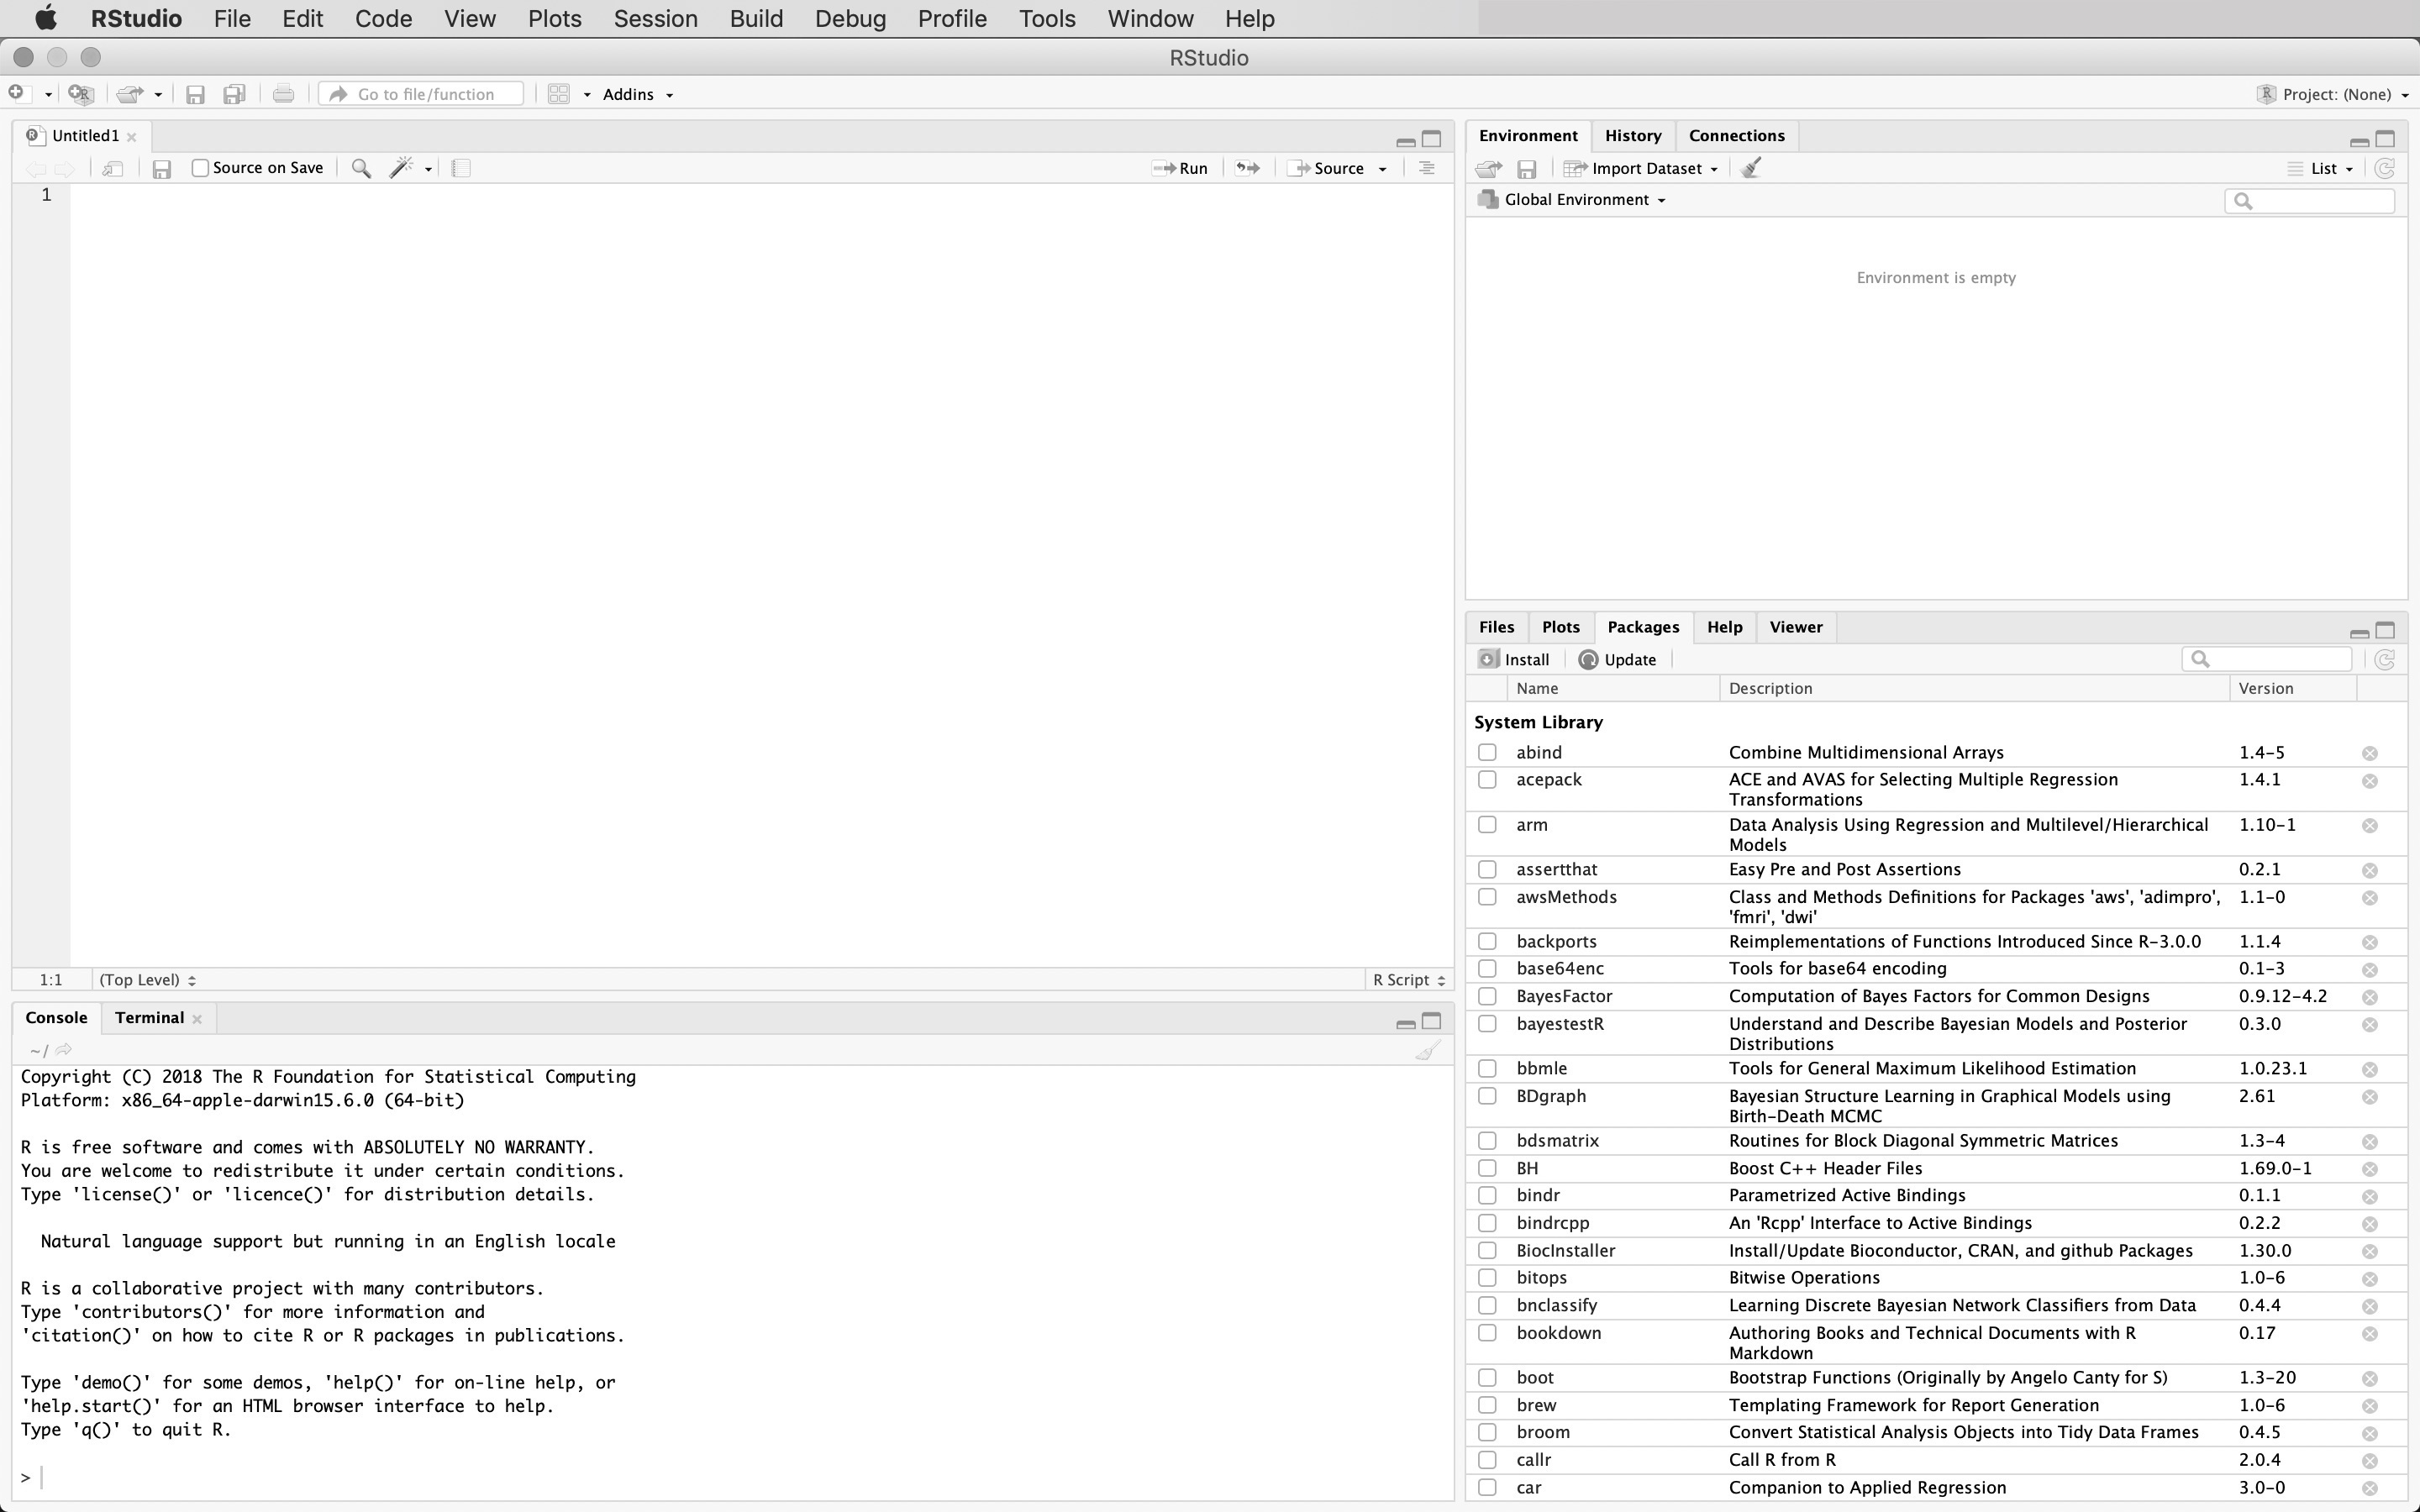 RStudio File Edit Code View Plots Session Build Debug Profile Tools Window Help
RStudio
Go to file/function Addins Project: (None)
Untitled1
Source on Save Run Source
1
1:1 (Top Level) R Script
Console Terminal
~/
Copyright (C) 2018 The R Foundation for Statistical Computing
Platform: x86_64-apple-darwin15.6.0 (64-bit)
R is free software and comes with ABSOLUTELY NO WARRANTY.
You are welcome to redistribute it under certain conditions.
Type 'license()' or 'licence()' for distribution details.
Natural language support but running in an English locale
R is a collaborative project with many contributors.
Type 'contributors()' for more information and
'citation()' on how to cite R or R packages in publications.
Type 'demo()' for some demos, 'help()' for on-line help, or
'help.start()' for an HTML browser interface to help.
Type 'q()' to quit R.
>
Environment History Connections
Import Dataset List
Global Environment
Environment is empty
Files Plots Packages Help Viewer
Install Update
Name Description Version
System Library
abind Combine Multidimensional Arrays 1.4-5
acepack ACE and AVAS for Selecting Multiple Regression 1.4.1
Transformations
arm Data Analysis Using Regression and Multilevel/Hierarchical 1.10-1
Models
assertthat Easy Pre and Post Assertions 0.2.1
awsMethods Class and Methods Definitions for Packages 'aws', 'adimpro', 1.1-0
'fmri', 'dwi'
backports Reimplementations of Functions Introduced Since R-3.0.0 1.1.4
base64enc Tools for base64 encoding 0.1-3
BayesFactor Computation of Bayes Factors for Common Designs 0.9.12-4.2
bayestestR Understand and Describe Bayesian Models and Posterior 0.3.0
Distributions
bbmle Tools for General Maximum Likelihood Estimation 1.0.23.1
BDgraph Bayesian Structure Learning in Graphical Models using 2.61
Birth-Death MCMC
bdsmatrix Routines for Block Diagonal Symmetric Matrices 1.3-4
BH Boost C++ Header Files 1.69.0-1
bindr Parametrized Active Bindings 0.1.1
bindrcpp An 'Rcpp' Interface to Active Bindings 0.2.2
BiocInstaller Install/Update Bioconductor, CRAN, and github Packages 1.30.0
bitops Bitwise Operations 1.0-6
bnclassify Learning Discrete Bayesian Network Classifiers from Data 0.4.4
bookdown Authoring Books and Technical Documents with R 0.17
Markdown
boot Bootstrap Functions (Originally by Angelo Canty for S) 1.3-20
brew Templating Framework for Report Generation 1.0-6
broom Convert Statistical Analysis Objects into Tidy Data Frames 0.4.5
callr Call R from R 2.0.4
car Companion to Applied Regression 3.0-0